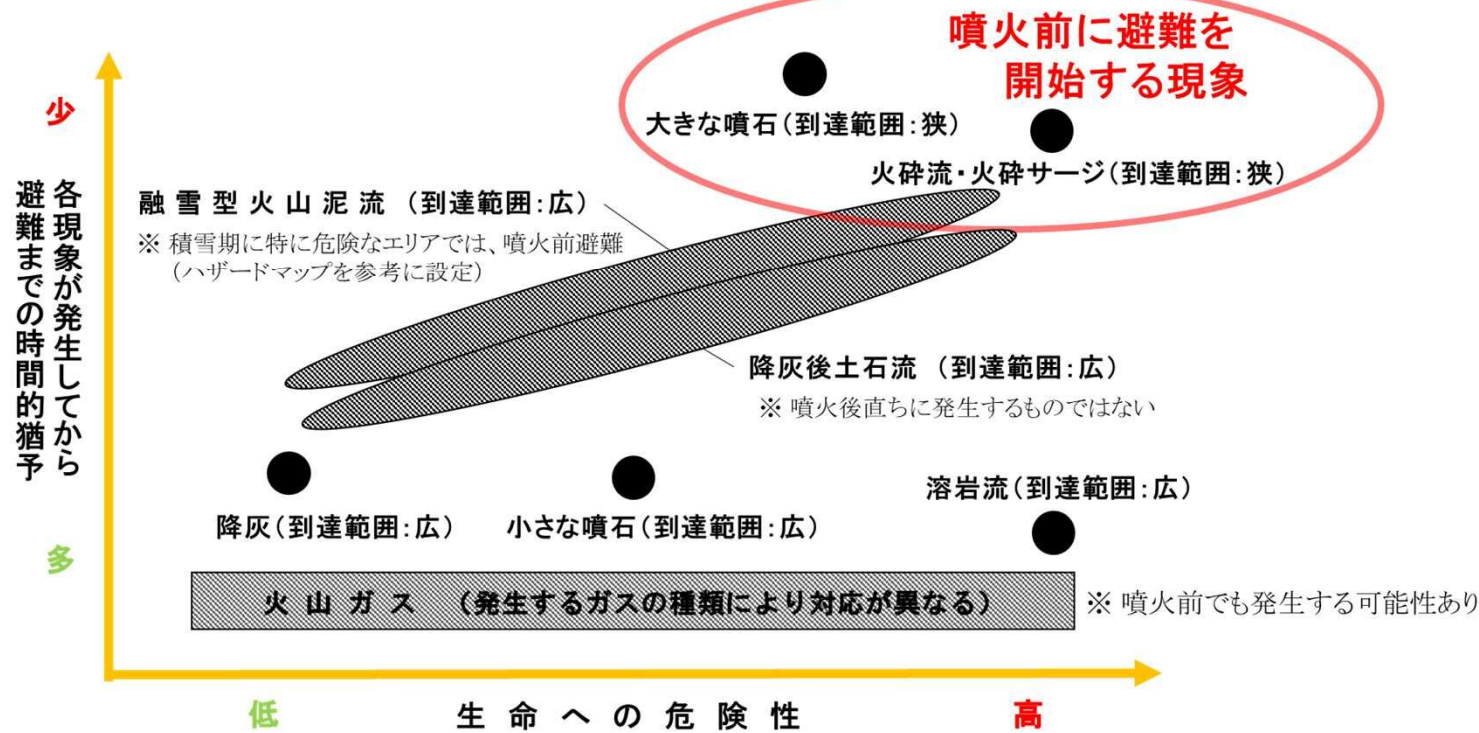 噴火前に避難を
開始する現象
少
各現象が発生してから
避難までの時間的猶予
多
大きな噴石(到達範囲:狭)
火砕流・火砕サージ(到達範囲:狭)
融雪型火山泥流 (到達範囲:広)
※ 積雪期に特に危険なエリアでは、噴火前避難
(ハザードマップを参考に設定)
降灰後土石流 (到達範囲:広)
※ 噴火後直ちに発生するものではない
降灰(到達範囲:広)
小さな噴石(到達範囲:広)
溶岩流(到達範囲:広)
火山ガス (発生するガスの種類により対応が異なる)
※ 噴火前でも発生する可能性あり
低
生命への危険性
高